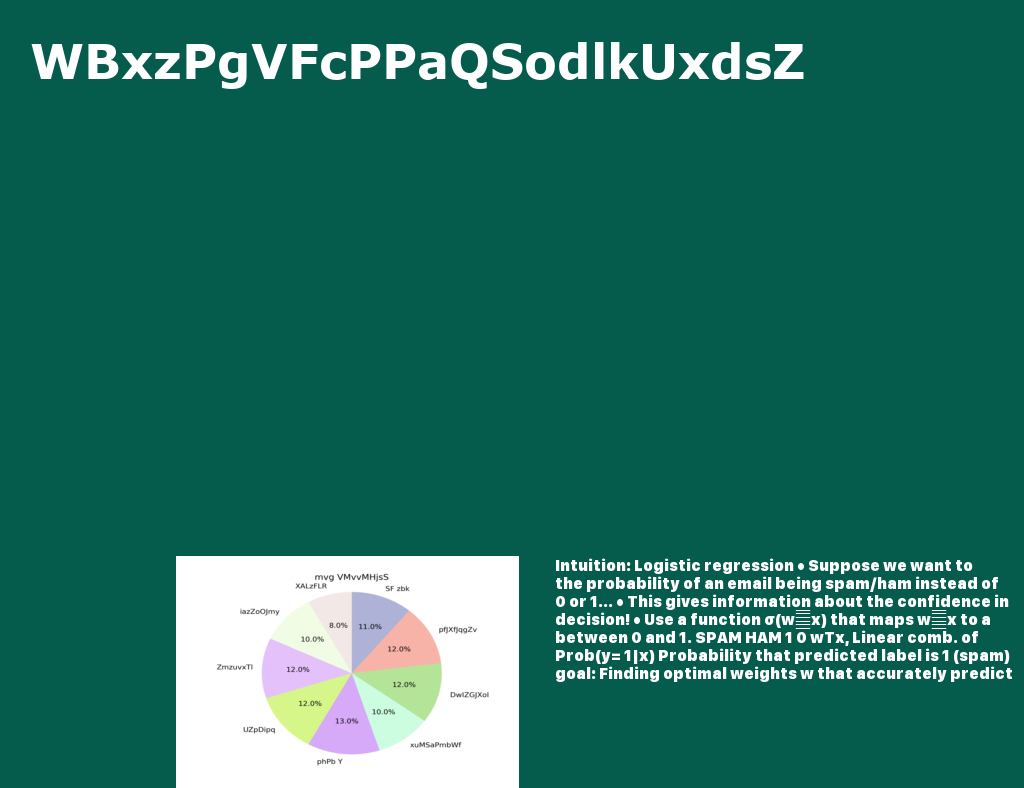 WBxzPgVFcPPaQSodlkUxdsZ
mvg VMvvMHjsS
XALzFLR
SF zbk
iazZoOJmy
pfJXfJqgZv
8.0%
11.0%
10.0%
12.0%
ZmzuvxTl
12.0%
12.0%
DwlZGJXol
12.0%
10.0%
13.0%
UZpDipq
xuMSaPmbWf
phPb Y
Intuition: Logistic regression • Suppose we want to
the probability of an email being spam/ham instead of
0 or 1... • This gives information about the confidence in
decision! • Use a function σ(w x) that maps w x to a
between 0 and 1. SPAM HAM 1 0 wTx, Linear comb. of
Prob(y= 1|x) Probability that predicted label is 1 (spam)
goal: Finding optimal weights w that accurately predict